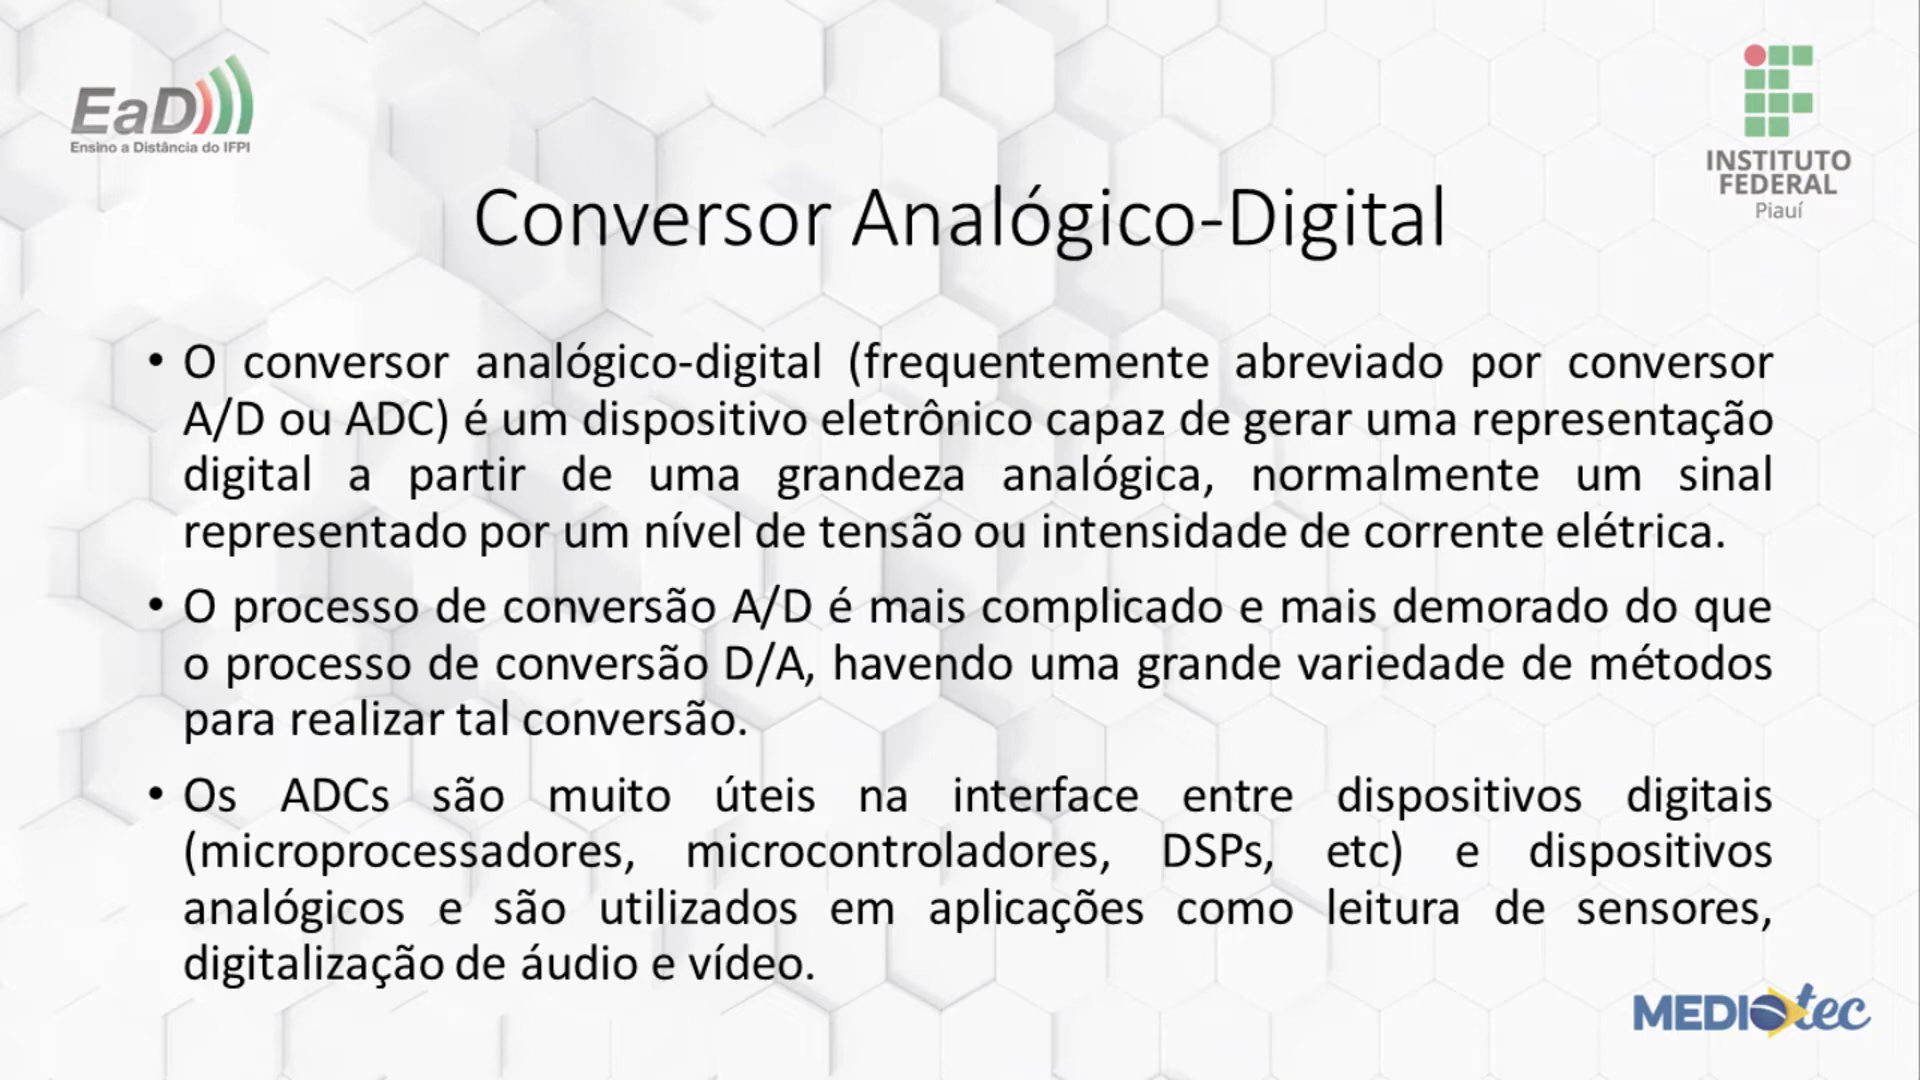 EaD
Ensino a Distância do IFPI
INSTITUTO
FEDERAL
Piauí
Conversor Analógico-Digital
• O conversor analógico-digital (frequentemente abreviado por conversor
A/D ou ADC) é um dispositivo eletrônico capaz de gerar uma representação
digital a partir de uma grandeza analógica, normalmente um sinal
representado por um nível de tensão ou intensidade de corrente elétrica.
• O processo de conversão A/D é mais complicado e mais demorado do que
o processo de conversão D/A, havendo uma grande variedade de métodos
para realizar tal conversão.
• Os ADCs são muito úteis na interface entre dispositivos digitais
(microprocessadores, microcontroladores, DSPs, etc) e dispositivos
analógicos e são utilizados em aplicações como leitura de sensores,
digitalização de áudio e vídeo.
MEDIOtec